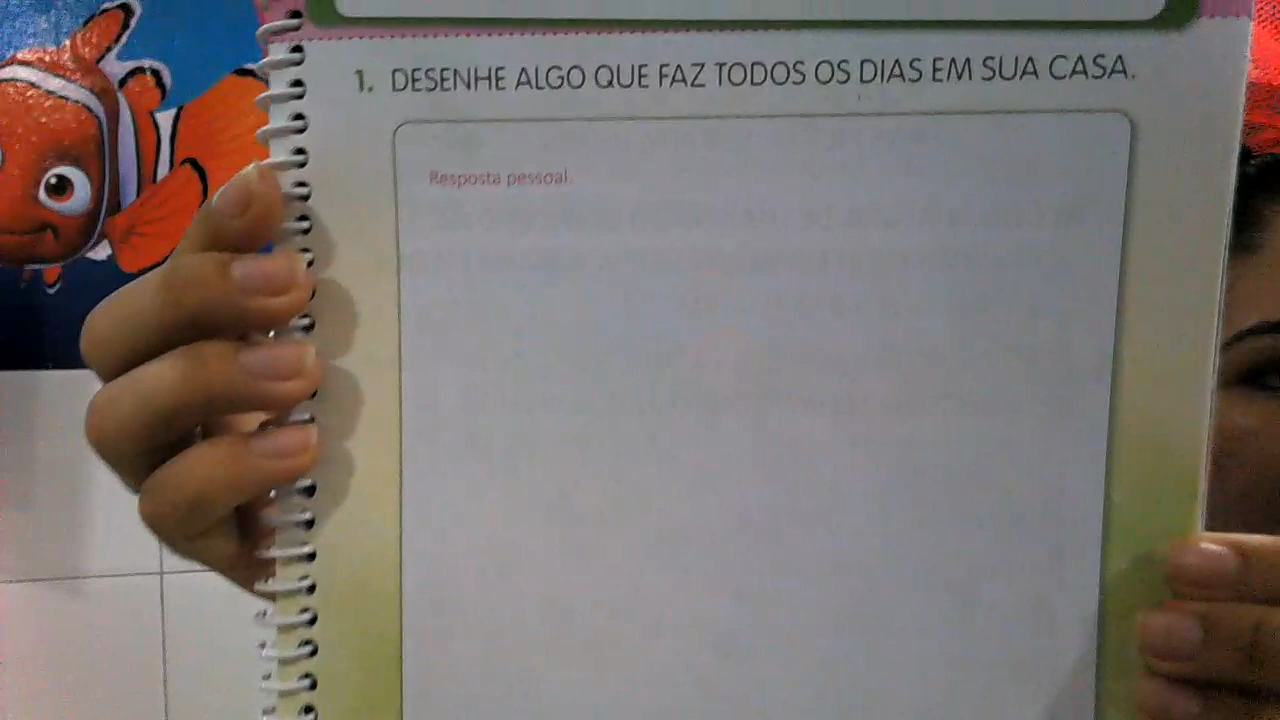 1. DESENHE ALGO QUE FAZ TODOS OS DIAS EM SUA CASA.
Resposta pessoal.